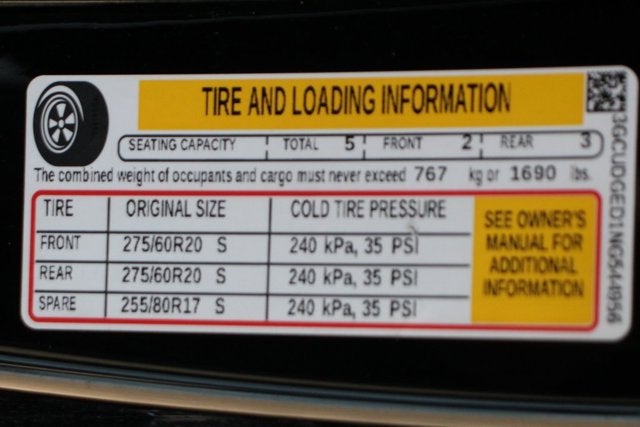 TIRE AND LOADING INFORMATION
SEATING CAPACITY TOTAL 5 FRONT 2 REAR 3
The combined weight of occupants and cargo must never exceed 767 kg or 1690 lbs.
TIRE ORIGINAL SIZE COLD TIRE PRESSURE
FRONT 275/60R20 S 240 kPa, 35 PSI
REAR 275/60R20 S 240 kPa, 35 PSI
SPARE 255/80R17 S 240 kPa, 35 PSI
SEE OWNER'S
MANUAL FOR
ADDITIONAL
INFORMATION
3GCUDGED1NG544956